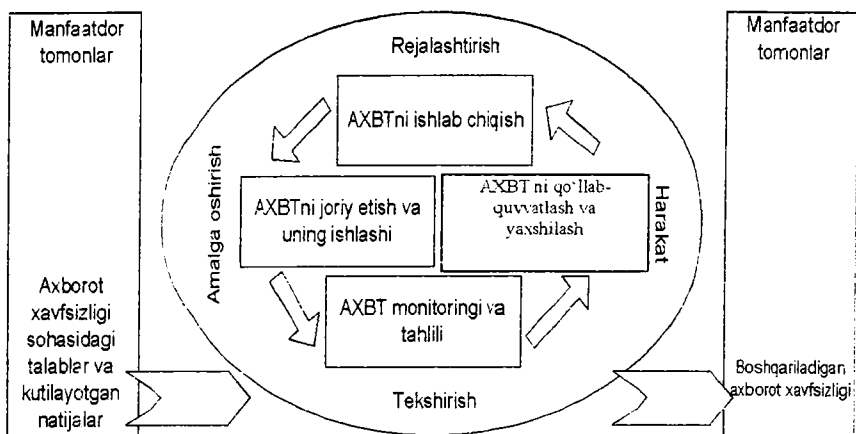 Manfaatdor
tomonlar
Axborot
xavfsizligi
sohasidagi
talablar va
kutilayotgan
natijalar
Rejalashtirish
AXBTni ishlab chiqish
Amalga oshirish
AXBTni joriy etish va
uning ishlashi
AXBT ni qo`llab-
quvvatlash va
yaxshilash
Harakat
AXBT monitoringi va
tahlili
Tekshirish
Manfaatdor
tomonlar
Boshqariladigan
axborot xavfsizligi